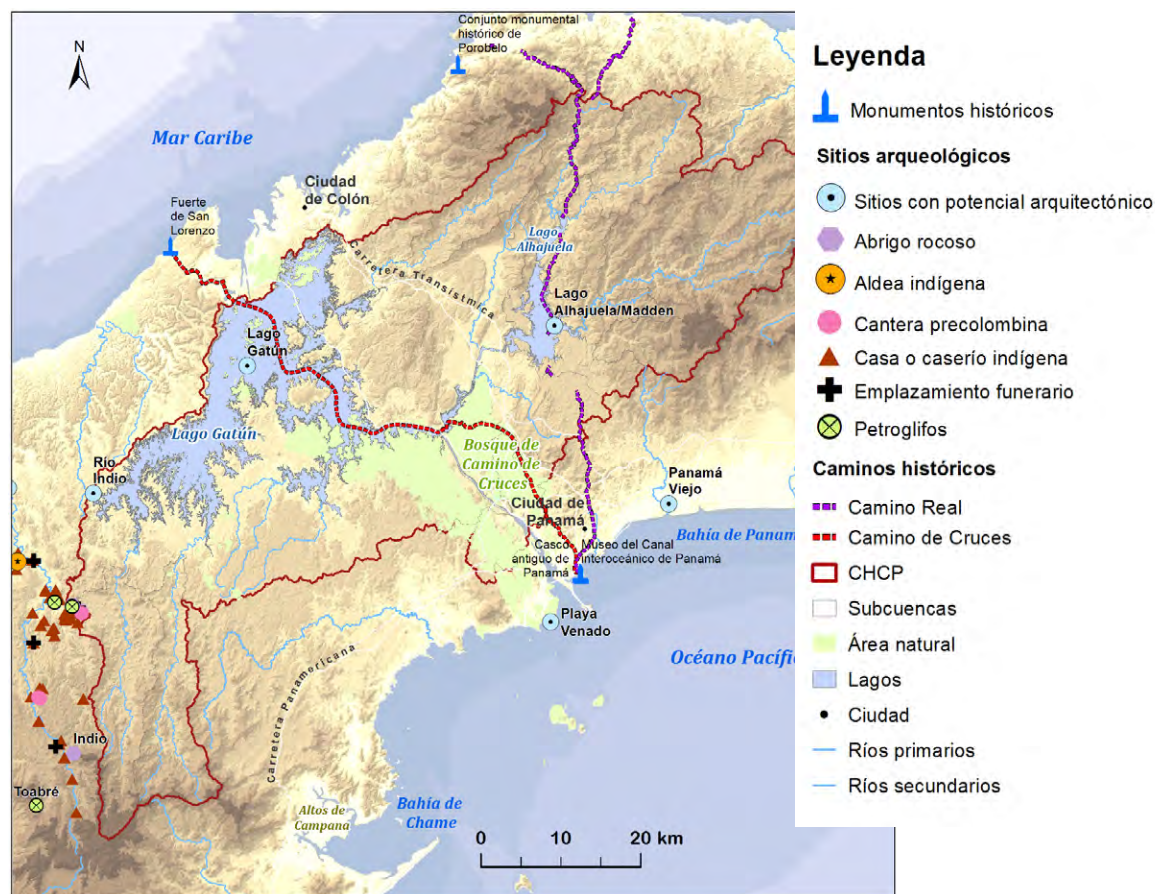 Conjunto monumental
histórico de
Porobelo
N
Mar Caribe
Ciudad
de Colón
Fuerte
de San
Lorenzo
Lago
Alhajuela
Carretera Transístmica
Lago
Alhajuela/Madden
Lago
Gatún
Lago Gatún
Bosque de
Camino de
Cruces
Río
Indio
Panamá
Viejo
Ciudad de
Panamá
Bahía de Panam
Casco
antiguo de
Panamá
Museo del Canal
Interoceánico de Panamá
Playa
Venado
Océano Pacífic
Carretera Panamericana
Indio
Toabré
Altos de
Campana
Bahía de
Chame
0 10 20 km
Leyenda
Monumentos históricos
Sitios arqueológicos
Sitios con potencial arquitectónico
Abrigo rocoso
Aldea indígena
Cantera precolombina
Casa o caserío indígena
Emplazamiento funerario
Petroglifos
Caminos históricos
Camino Real
Camino de Cruces
CHCP
Subcuencas
Área natural
Lagos
Ciudad
Ríos primarios
Ríos secundarios